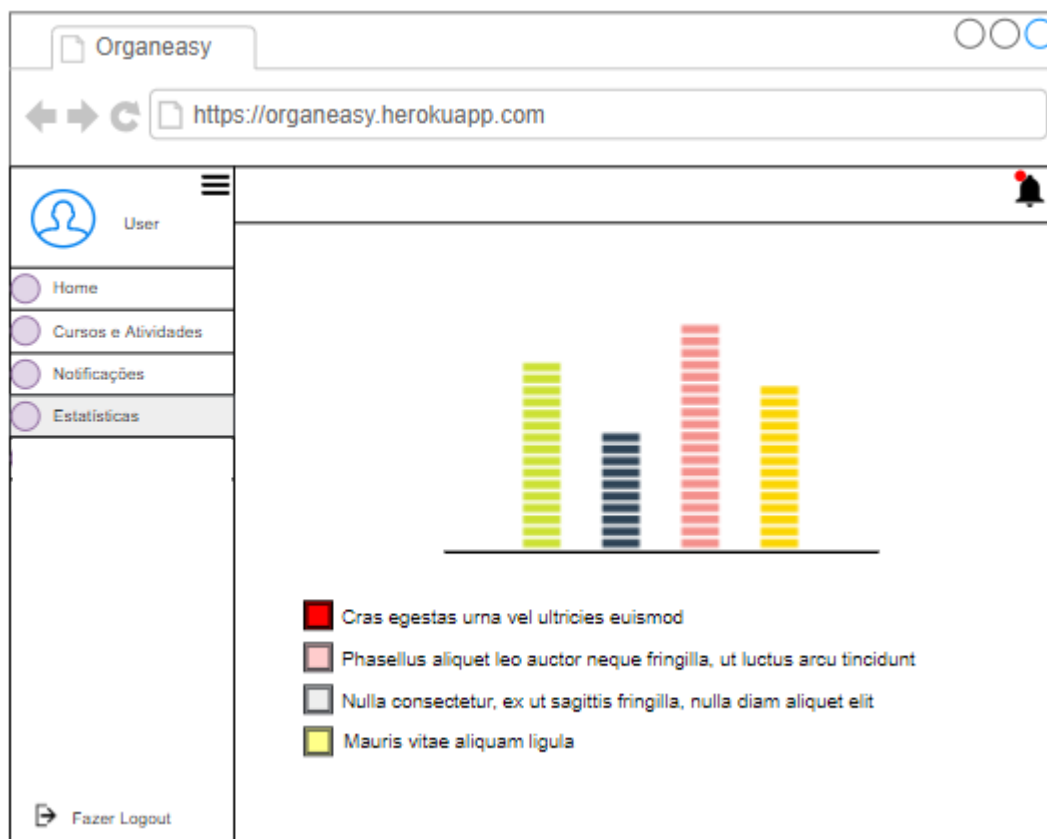 Organeasy
https://organeasy.herokuapp.com
User
Home
Cursos e Atividades
Notificações
Estatísticas
Cras egestas urna vel ultricies euismod
Phasellus aliquet leo auctor neque fringilla, ut luctus arcu tincidunt
Nulla consectetur, ex ut sagittis fringilla, nulla diam aliquet elit
Mauris vitae aliquam ligula
Fazer Logout